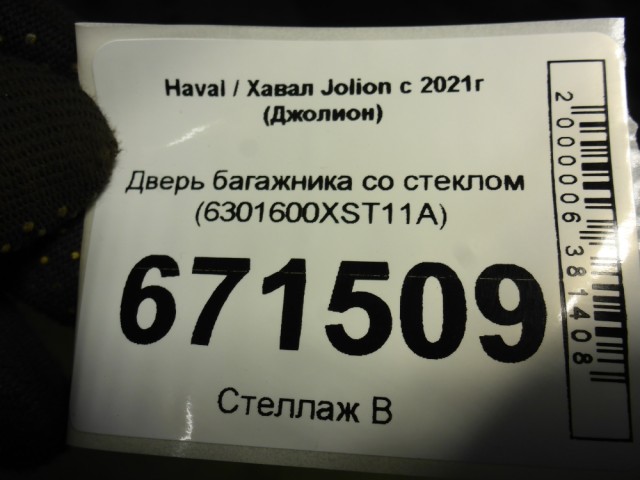 Haval / Хавал Jolion с 2021г
(Джолион)
Дверь багажника со стеклом
(6301600XST11A)
671509
Стеллаж В
2000006381408